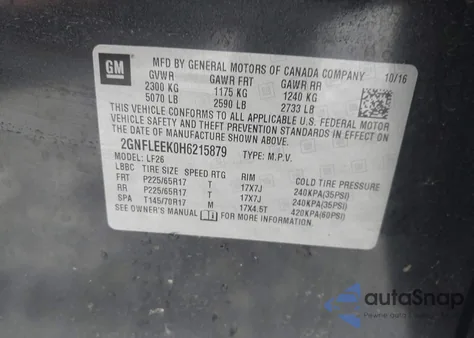 GM
MFD BY GENERAL MOTORS OF CANADA COMPANY 10/16
GVWR GAWR FRT GAWR RR
2300 KG 1175 KG 1240 KG
5070 LB 2590 LB 2733 LB
THIS VEHICLE CONFORMS TO ALL APPLICABLE U.S. FEDERAL MOTOR
VEHICLE SAFETY AND THEFT PREVENTION STANDARDS IN EFFECT
ON THE DATE OF MANUFACTURE SHOWN ABOVE.
2GNFLEEK0H6215879 TYPE: M.P.V.
MODEL: LF26
LBBC TIRE SIZE SPEED RTG RIM
FRT P225/65R17 T 17X7J 240KPA(35PSI)
RR P225/65R17 T 17X7J 240KPA(35PSI)
SPA T145/70R17 M 17X4.5T 420KPA(60PSI)
SEE OWNER'S MANUAL FOR MORE INFORMATION.
autaSnap